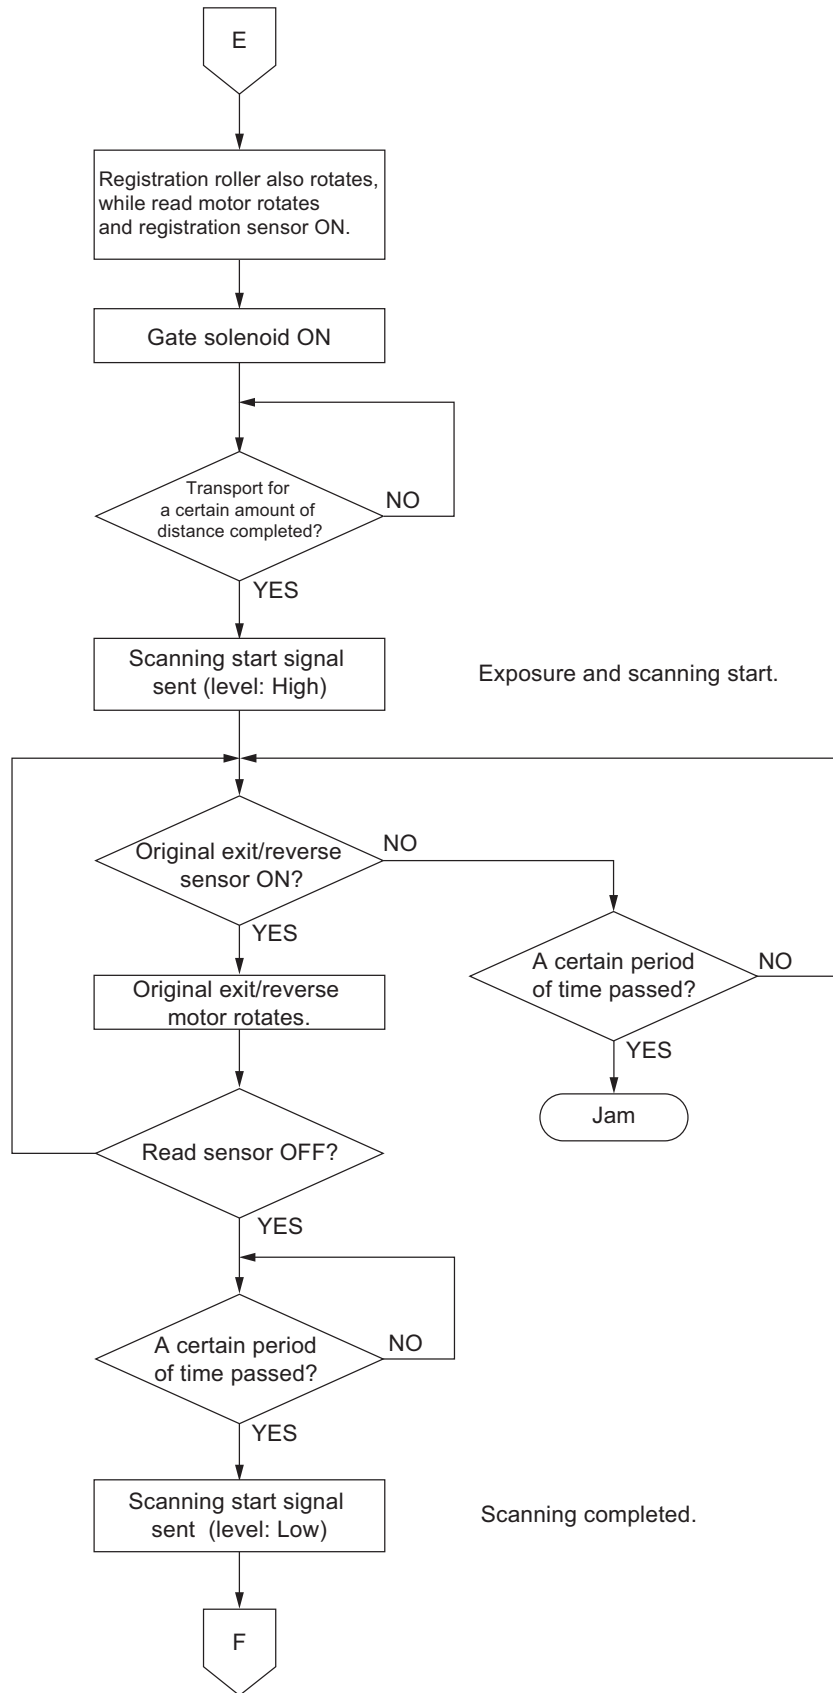 E
Registration roller also rotates,
while read motor rotates
and registration sensor ON.
Gate solenoid ON
Transport for
a certain amount of
distance completed?
NO
YES
Scanning start signal
sent (level: High)
Exposure and scanning start.
Original exit/reverse
sensor ON?
NO
YES
A certain period
of time passed?
NO
YES
Jam
Original exit/reverse
motor rotates.
Read sensor OFF?
YES
A certain period
of time passed?
NO
YES
Scanning start signal
sent  (level: Low)
Scanning completed.
F